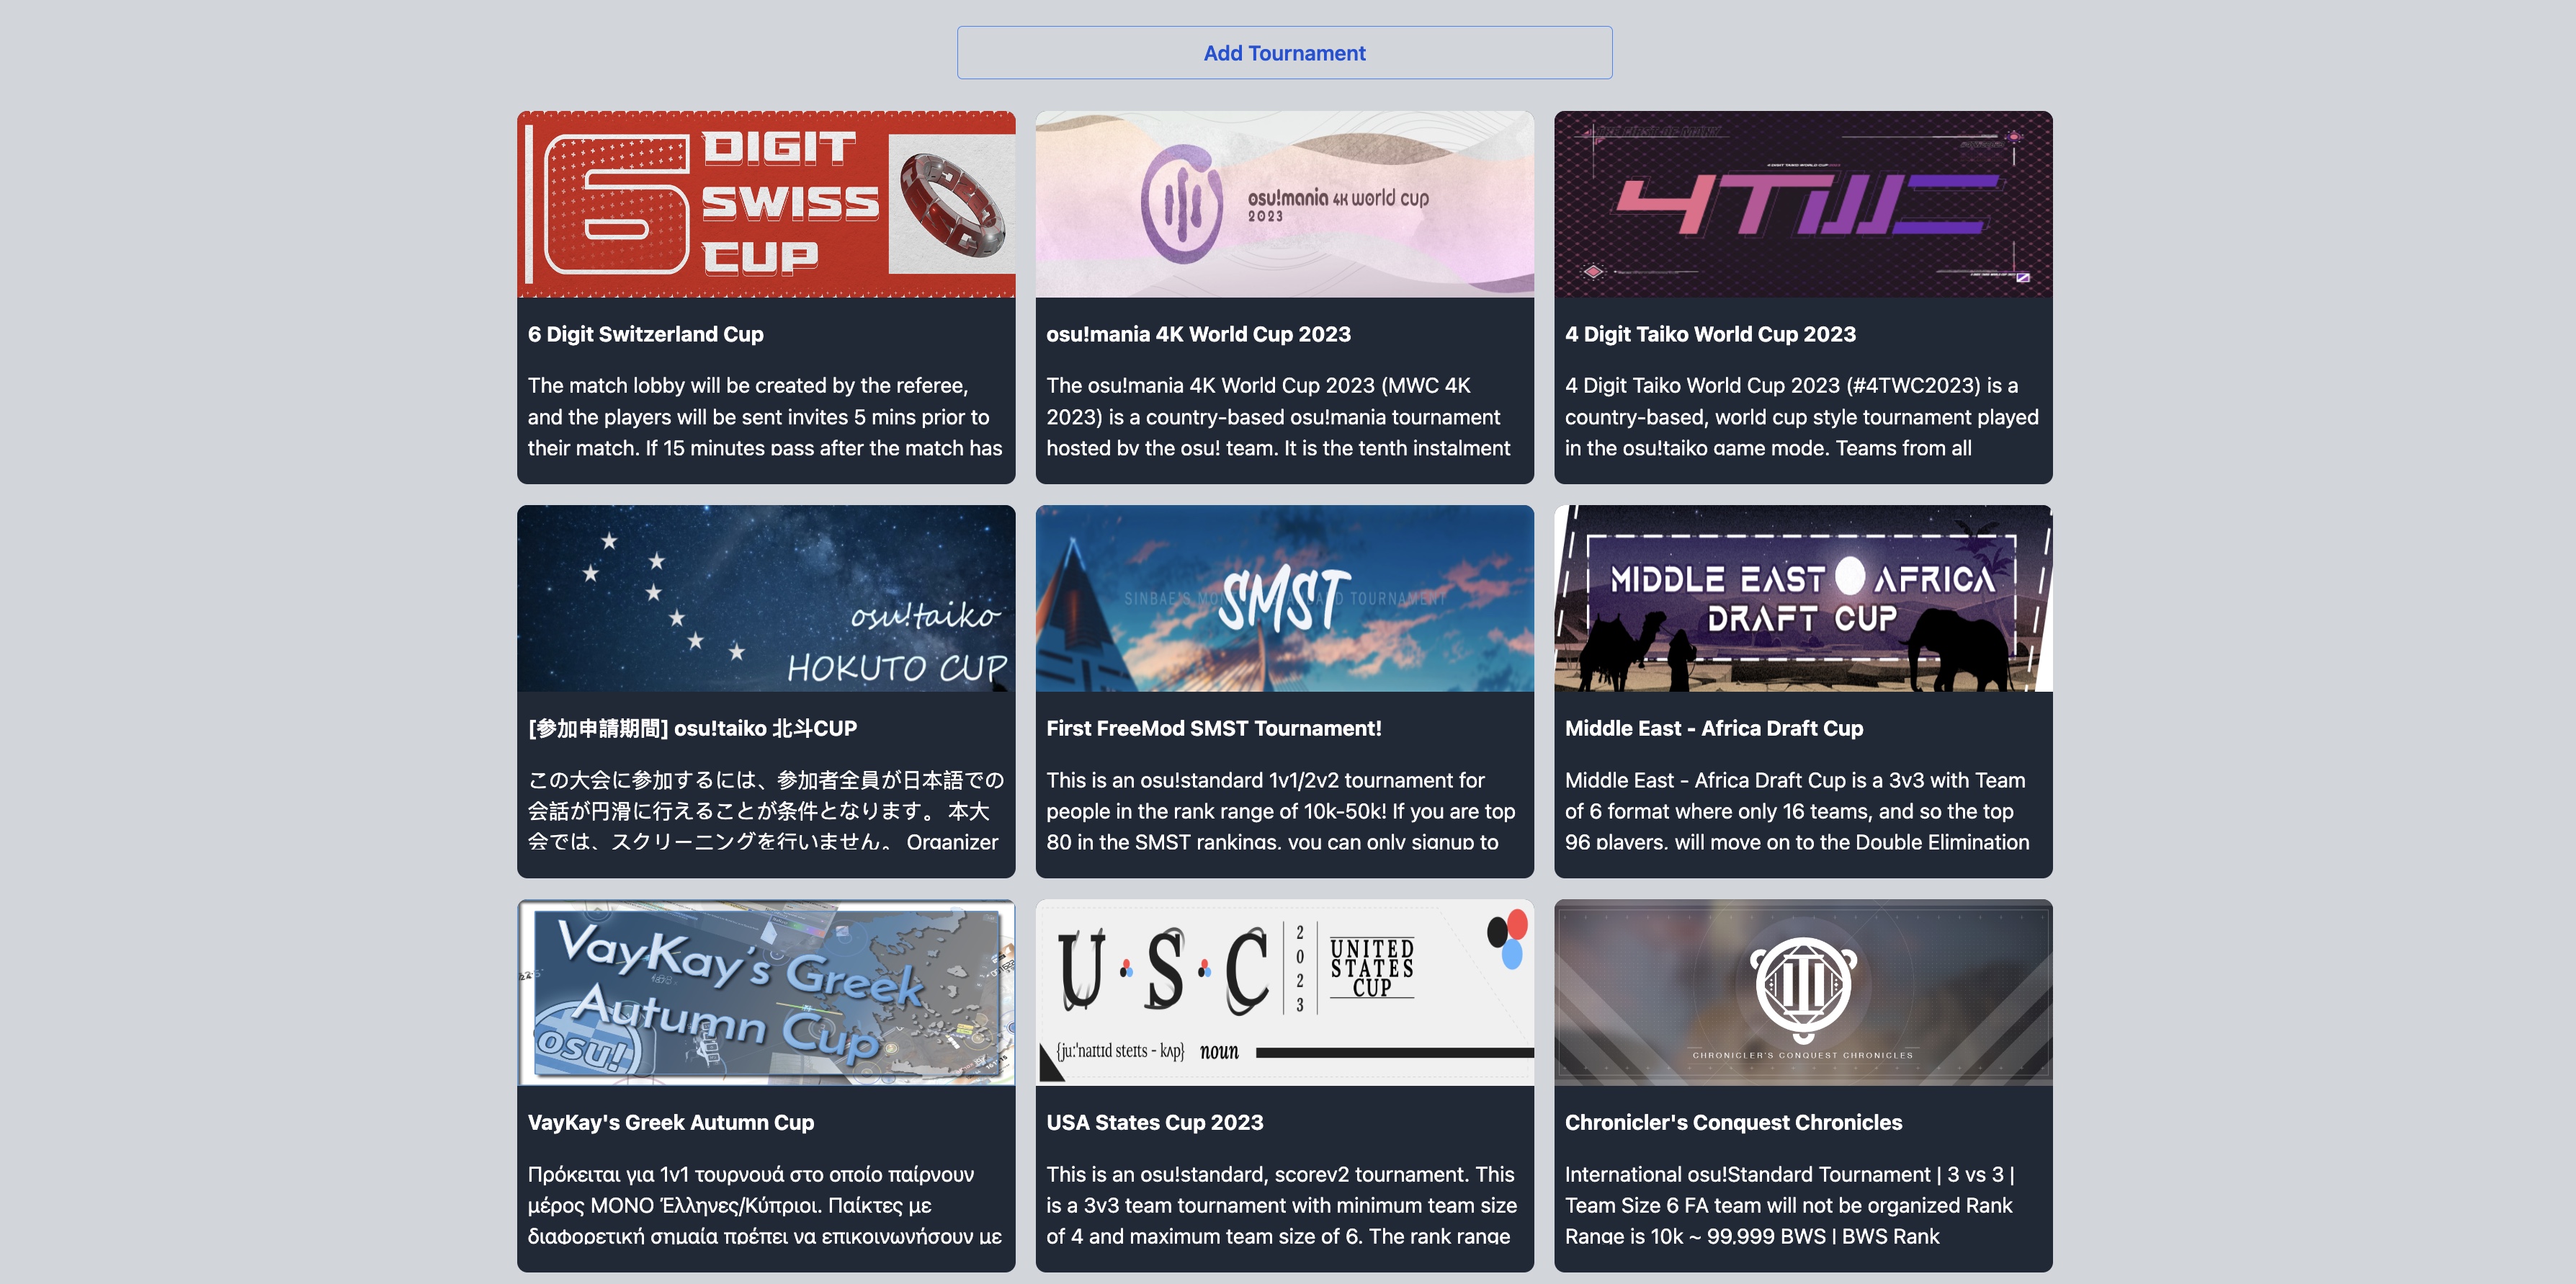 Add Tournament
6 DIGIT
SWISS
CUP
6 Digit Switzerland Cup
The match lobby will be created by the referee,
and the players will be sent invites 5 mins prior to
their match. If 15 minutes pass after the match has
osu!mania 4K world cup
2023
osu!mania 4K World Cup 2023
The osu!mania 4K World Cup 2023 (MWC 4K
2023) is a country-based osu!mania tournament
hosted by the osu! team. It is the tenth instalment
4 DIGIT TAIKO WORLD CUP 2023
4TWC
4 Digit Taiko World Cup 2023
4 Digit Taiko World Cup 2023 (#4TWC2023) is a
country-based, world cup style tournament played
in the osu!taiko game mode. Teams from all
osu!taiko
HOKUTO CUP
[参加申請期間] osu!taiko 北斗CUP
この大会に参加するには、参加者全員が日本語での
会話が円滑に行えることが条件となります。 本大
会では、スクリーニングを行いません。 Organizer
SMST
First FreeMod SMST Tournament!
This is an osu!standard 1v1/2v2 tournament for
people in the rank range of 10k-50k! If you are top
80 in the SMST rankings, you can only signup to
MIDDLE EAST AFRICA
DRAFT CUP
Middle East - Africa Draft Cup
Middle East - Africa Draft Cup is a 3v3 with Team
of 6 format where only 16 teams, and so the top
96 players, will move on to the Double Elimination
VayKay's Greek
Autumn Cup
osu!
VayKay's Greek Autumn Cup
Πρόκειται για 1v1 τουρνουά στο οποίο παίρνουν
μέρος ΜΟΝΟ Έλληνες/Κύπριοι. Παίκτες με
διαφορετική σημαία πρέπει να επικοινωνήσουν με
U·S·C
2023
UNITED
STATES
CUP
{ju:'naɪtɪd steɪts - kʌp} noun
USA States Cup 2023
This is an osu!standard, scorev2 tournament. This
is a 3v3 team tournament with minimum team size
of 4 and maximum team size of 6. The rank range
CHRONICLER'S CONQUEST CHRONICLES
Chronicler's Conquest Chronicles
International osu!Standard Tournament | 3 vs 3 |
Team Size 6 FA team will not be organized Rank
Range is 10k ~ 99,999 BWS | BWS Rank